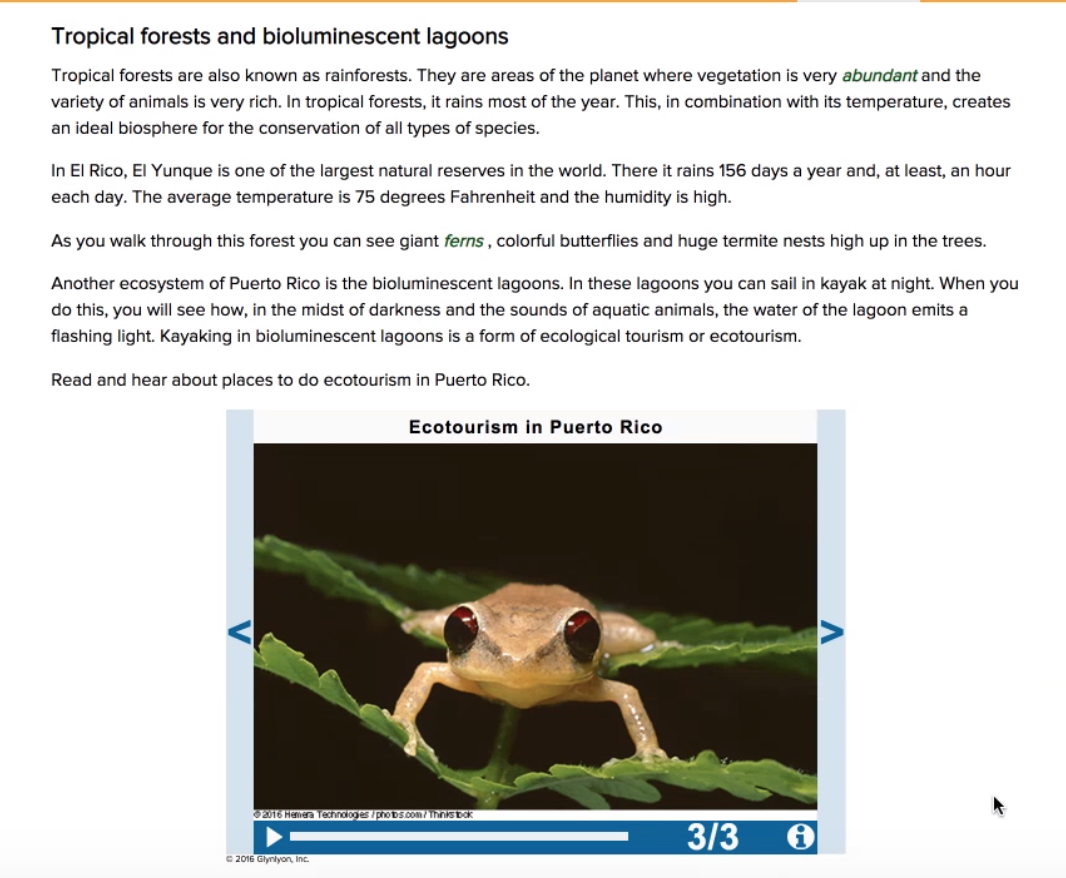 Tropical forests and bioluminescent lagoons
Tropical forests are also known as rainforests. They are areas of the planet where vegetation is very abundant and the
variety of animals is very rich. In tropical forests, it rains most of the year. This, in combination with its temperature, creates
an ideal biosphere for the conservation of all types of species.
In El Rico, El Yunque is one of the largest natural reserves in the world. There it rains 156 days a year and, at least, an hour
each day. The average temperature is 75 degrees Fahrenheit and the humidity is high.
As you walk through this forest you can see giant ferns , colorful butterflies and huge termite nests high up in the trees.
Another ecosystem of Puerto Rico is the bioluminescent lagoons. In these lagoons you can sail in kayak at night. When you
do this, you will see how, in the midst of darkness and the sounds of aquatic animals, the water of the lagoon emits a
flashing light. Kayaking in bioluminescent lagoons is a form of ecological tourism or ecotourism.
Read and hear about places to do ecotourism in Puerto Rico.
Ecotourism in Puerto Rico
< >
© 2016 Hemera Technologies / photos.com / Thinkstock
3/3 i
© 2016 Glynlyon, Inc.